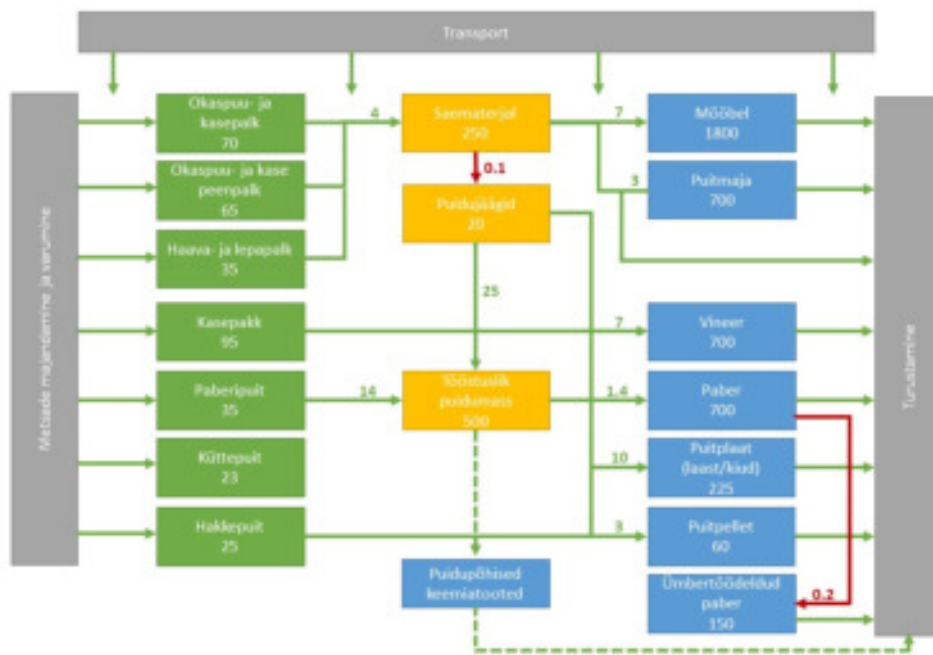 Transport
Metsade majandamine ja varumine
Okaspuu- ja
kasepalk
70
4
Saematerjal
250
7
Mööbel
1800
Okaspuu- ja kase
peenpalk
65
0.1
3
Puitmaja
700
Puidujäägid
20
Haava- ja lepapalk
35
25
Kasepakk
95
7
Vineer
700
Paberipuit
35
14
Tööstuslik
puidumass
500
1.4
Paber
700
Küttepuit
23
10
Puitplaat
(laast/kiud)
225
Hakkepuit
25
3
Puitpellet
60
Puidupõhised
keemiatooted
Ümbertöödeldud
paber
150
0.2
Turustamine